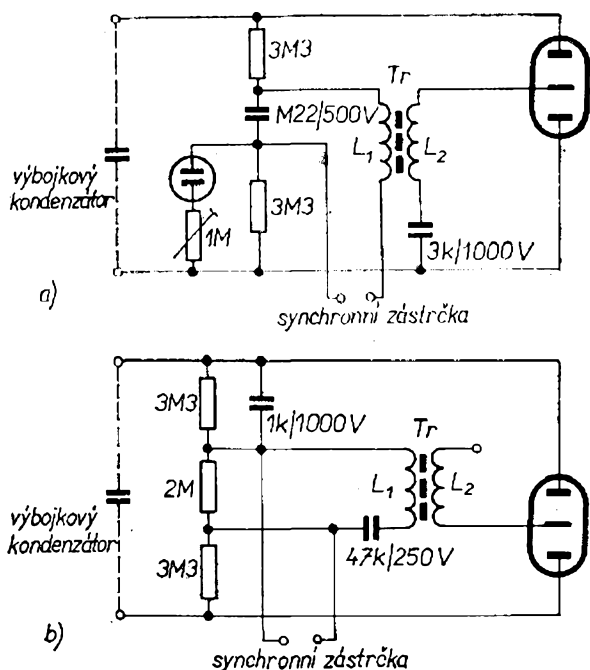 3M3
Tr
M22/500V
L1
L2
výbojkový
kondenzátor
3M3
1M
3k/1000V
a)
synchronní zástrčka
3M3
1k/1000V
Tr
2M
L1
L2
výbojkový
kondenzátor
47k/250V
3M3
b)
synchronní zástrčka